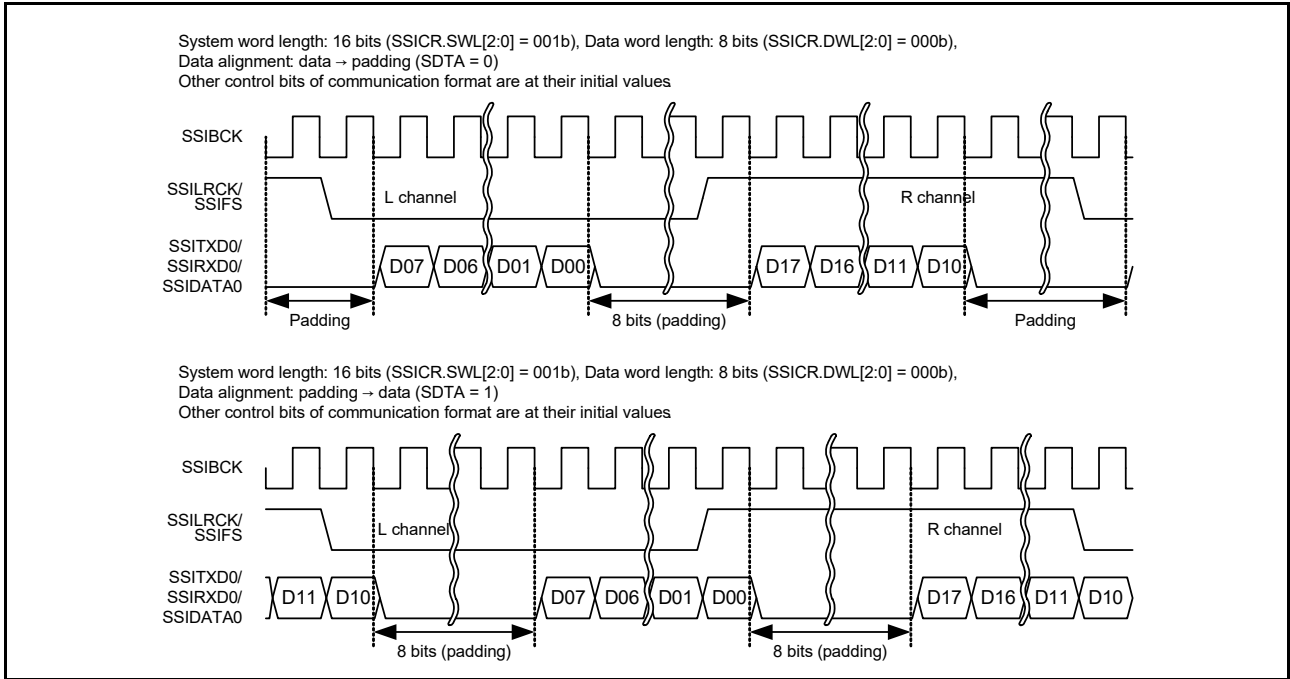 System word length: 16 bits (SSICR.SWL[2:0] = 001b), Data word length: 8 bits (SSICR.DWL[2:0] = 000b),
Data alignment: data → padding (SDTA = 0)
Other control bits of communication format are at their initial values.
SSIBCK
SSILRCK/
SSIFS
L channel
R channel
SSITXD0/
SSIRXD0/
SSIDATA0
D07 D06 D01 D00 D17 D16 D11 D10
Padding 8 bits (padding) Padding
System word length: 16 bits (SSICR.SWL[2:0] = 001b), Data word length: 8 bits (SSICR.DWL[2:0] = 000b),
Data alignment: padding → data (SDTA = 1)
Other control bits of communication format are at their initial values.
SSIBCK
SSILRCK/
SSIFS
L channel
R channel
SSITXD0/
SSIRXD0/
SSIDATA0
D11 D10 D07 D06 D01 D00 D17 D16 D11 D10
8 bits (padding) 8 bits (padding)